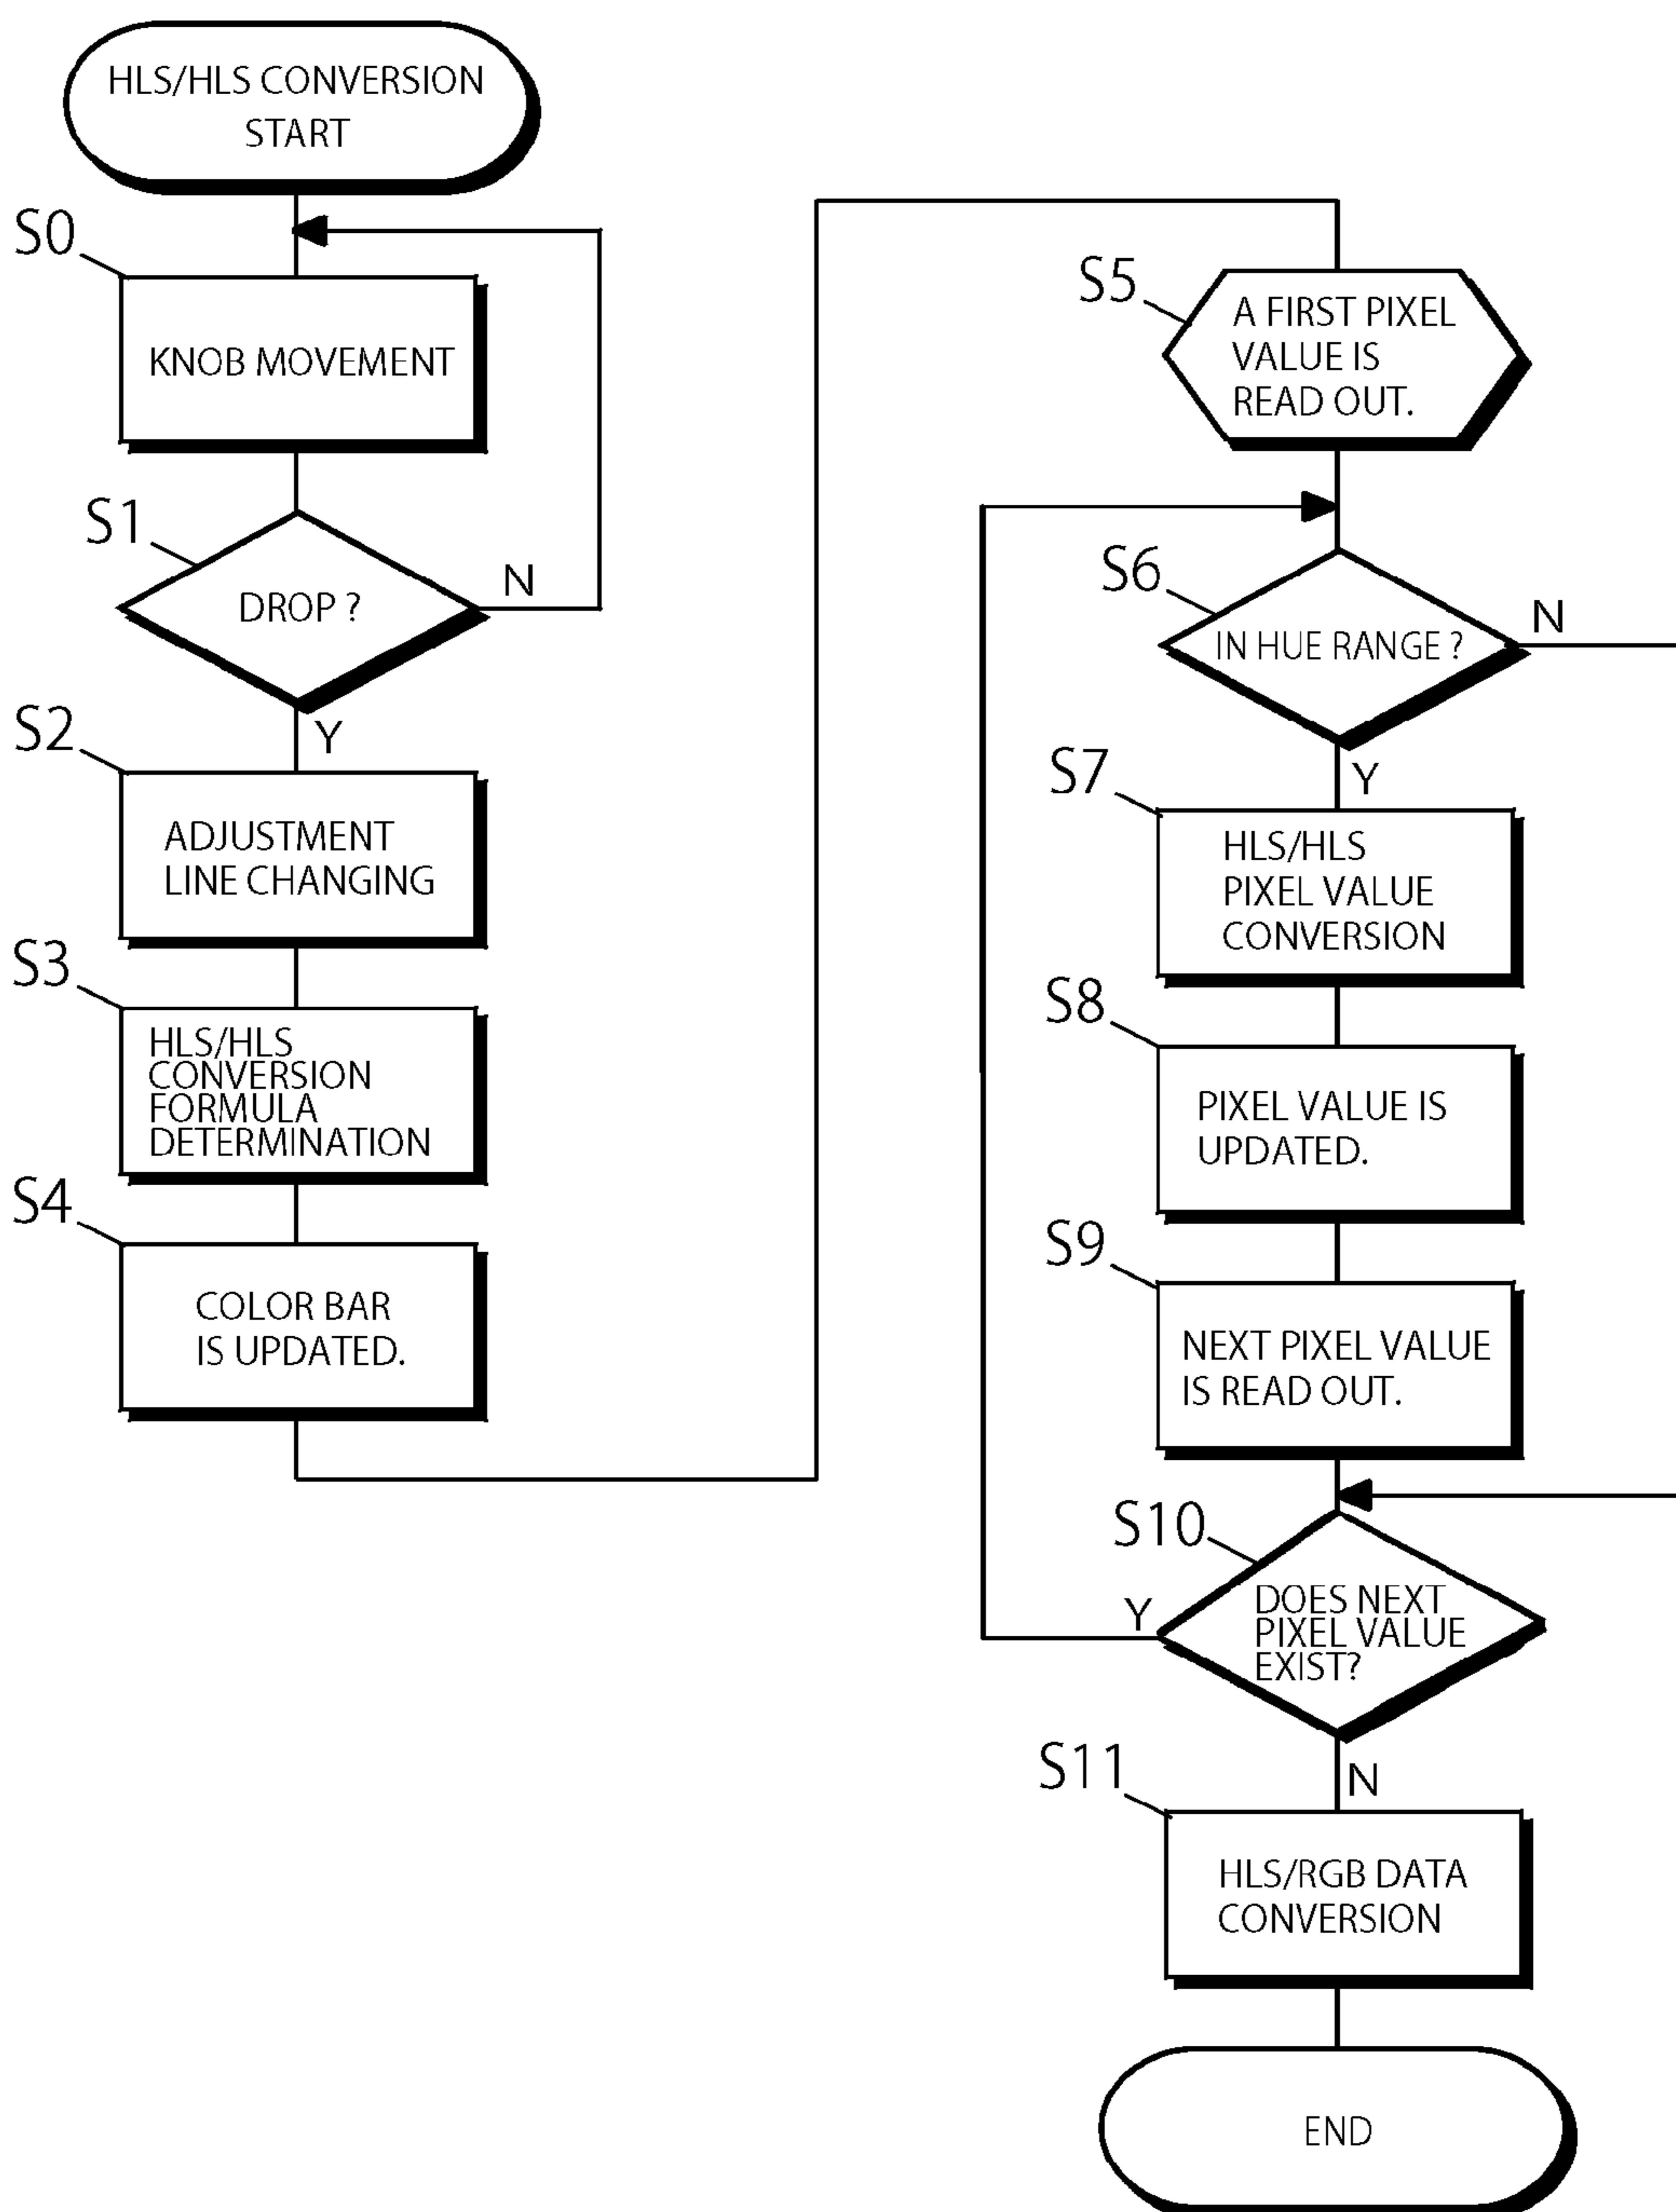 HLS/HLS CONVERSION
START
S0
KNOB MOVEMENT
S1
DROP ?
N
Y
S2
ADJUSTMENT
LINE CHANGING
S3
HLS/HLS
CONVERSION
FORMULA
DETERMINATION
S4
COLOR BAR
IS UPDATED.
S5
A FIRST PIXEL
VALUE IS
READ OUT.
S6
IN HUE RANGE ?
N
Y
S7
HLS/HLS
PIXEL VALUE
CONVERSION
S8
PIXEL VALUE IS
UPDATED.
S9
NEXT PIXEL VALUE
IS READ OUT.
S10
DOES NEXT
PIXEL VALUE
EXIST?
Y
N
S11
HLS/RGB DATA
CONVERSION
END